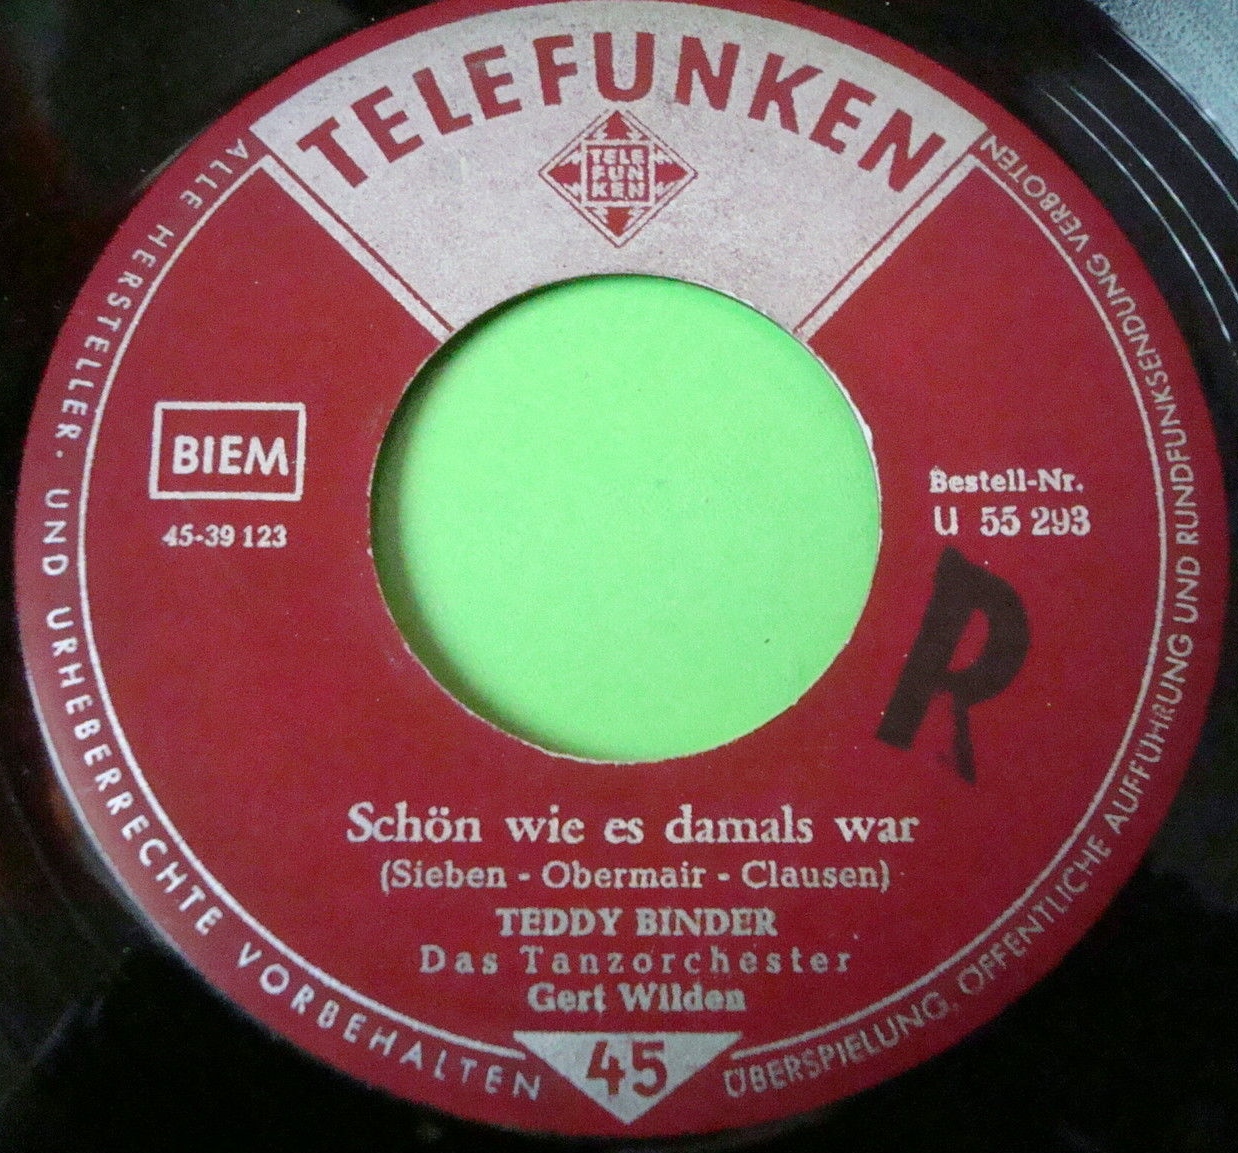 TELEFUNKEN
TELE
FUN
KEN
BIEM
45-39 123
Bestell-Nr.
U 55 293
R
Schön wie es damals war
(Sieben - Obermair - Clausen)
TEDDY BINDER
Das Tanzorchester
Gert Wilden
45
ALLE HERSTELLER- UND URHEBERRECHTE VORBEHALTEN
ÜBERSPIELUNG, ÖFFENTLICHE AUFFÜHRUNG UND RUNDFUNKSENDUNG VERBOTEN